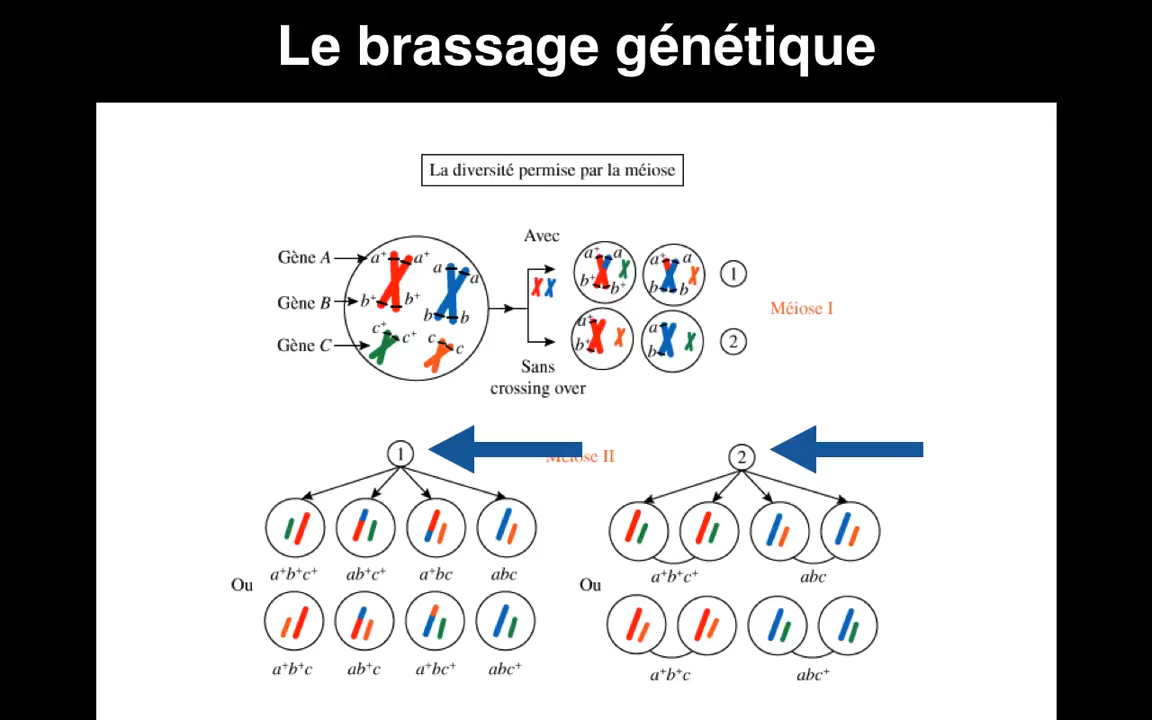 Le brassage génétique
La diversité permise par la méiose
Avec
Gène A
a⁺ a⁺ a a
a⁺ a a⁺ a
1
Gène B
b⁺ b⁺ b b
b⁺ b⁺ b b
Méiose I
c⁺ c⁺ c c
Gène C
a⁺ a
b⁺ b
2
Sans
crossing over
1
Méiose II
2
a⁺b⁺c⁺ ab⁺c⁺ a⁺bc abc
a⁺b⁺c⁺ abc
Ou
Ou
a⁺b⁺c ab⁺c a⁺bc⁺ abc⁺
a⁺b⁺c abc⁺